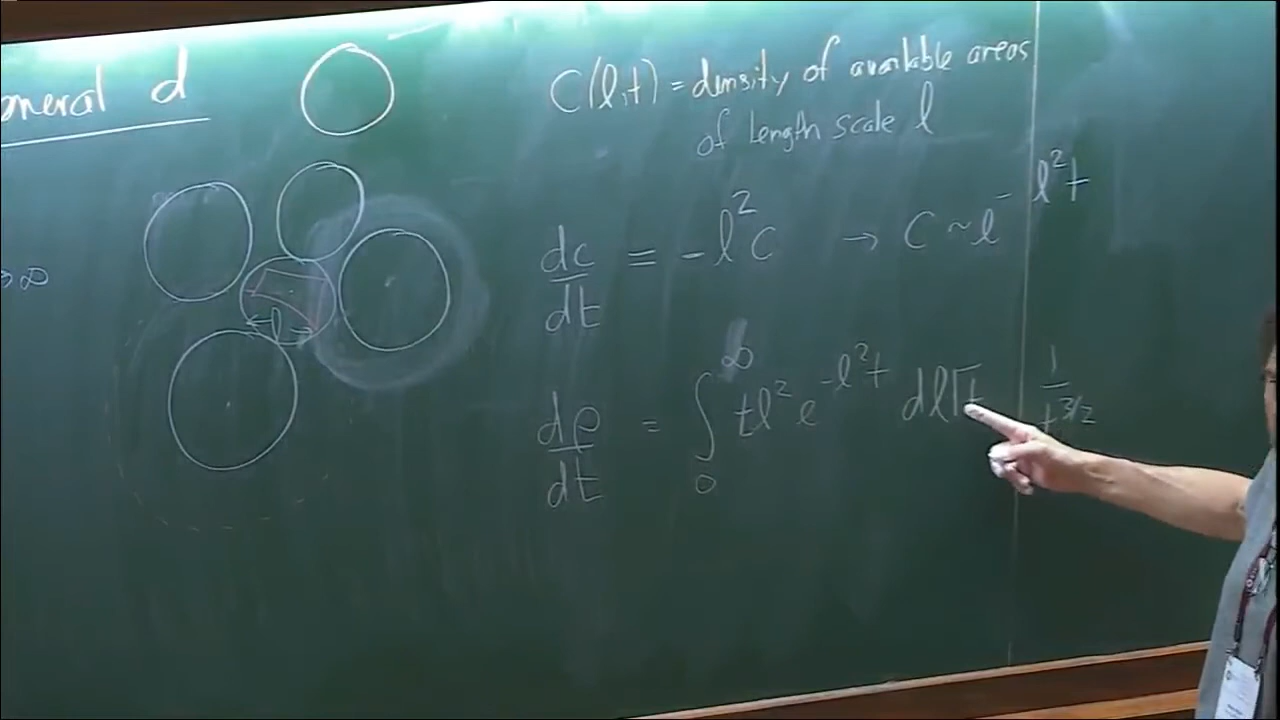 eneral d
C(l,t) = density of available areas
of length scale l
dc/dt = -l²c → C ~ e^{-l²t}
→ ∞
l
dρ/dt = ∫₀^∞ t l² e^{-l²t} dl √t 1/t^{3/2}